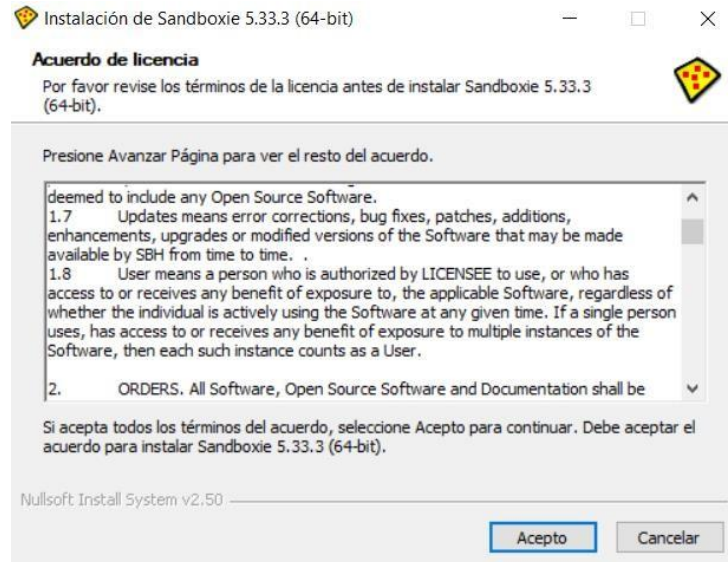 Instalación de Sandboxie 5.33.3 (64-bit)
Acuerdo de licencia
Por favor revise los términos de la licencia antes de instalar Sandboxie 5.33.3
(64-bit).
Presione Avanzar Página para ver el resto del acuerdo.
deemed to include any Open Source Software.
1.7 Updates means error corrections, bug fixes, patches, additions,
enhancements, upgrades or modified versions of the Software that may be made
available by SBH from time to time. .
1.8 User means a person who is authorized by LICENSEE to use, or who has
access to or receives any benefit of exposure to, the applicable Software, regardless of
whether the individual is actively using the Software at any given time. If a single person
uses, has access to or receives any benefit of exposure to multiple instances of the
Software, then each such instance counts as a User.
2. ORDERS. All Software, Open Source Software and Documentation shall be
Si acepta todos los términos del acuerdo, seleccione Acepto para continuar. Debe aceptar el
acuerdo para instalar Sandboxie 5.33.3 (64-bit).
Nullsoft Install System v2.50
Acepto
Cancelar